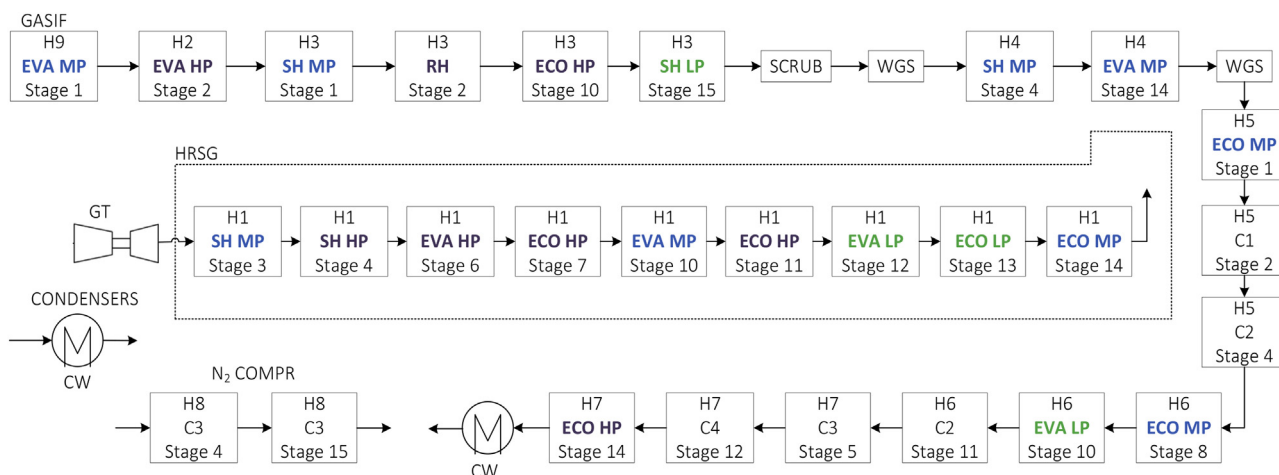 GASIF
H9
EVA MP
Stage 1
H2
EVA HP
Stage 2
H3
SH MP
Stage 1
H3
RH
Stage 2
H3
ECO HP
Stage 10
H3
SH LP
Stage 15
SCRUB
WGS
H4
SH MP
Stage 4
H4
EVA MP
Stage 14
WGS
H5
ECO MP
Stage 1
H5
C1
Stage 2
H5
C2
Stage 4
HRSG
GT
H1
SH MP
Stage 3
H1
SH HP
Stage 4
H1
EVA HP
Stage 6
H1
ECO HP
Stage 7
H1
EVA MP
Stage 10
H1
ECO HP
Stage 11
H1
EVA LP
Stage 12
H1
ECO LP
Stage 13
H1
ECO MP
Stage 14
CONDENSERS
CW
N₂ COMPR
H8
C3
Stage 4
H8
C3
Stage 15
CW
H7
ECO HP
Stage 14
H7
C4
Stage 12
H7
C3
Stage 5
H6
C2
Stage 11
H6
EVA LP
Stage 10
H6
ECO MP
Stage 8